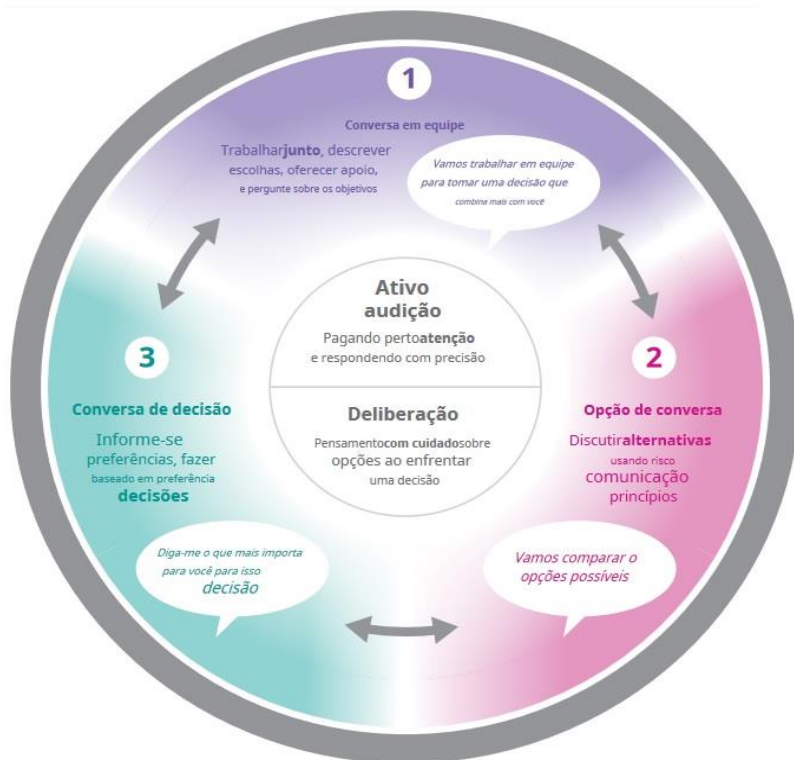 1
Conversa em equipe
Trabalharjunto, descrever
escolhas, oferecer apoio,
e pergunte sobre os objetivos
Vamos trabalhar em equipe
para tomar uma decisão que
combina mais com você
Ativo
audição
Pagando pertoatenção
e respondendo com precisão
Deliberação
Pensamentocom cuidadosobre
opções ao enfrentar
uma decisão
2
Opção de conversa
Discutiralternativas
usando risco
comunicação
princípios
Vamos comparar o
opções possíveis
3
Conversa de decisão
Informe-se
preferências, fazer
baseado em preferência
decisões
Diga-me o que mais importa
para você para isso
decisão